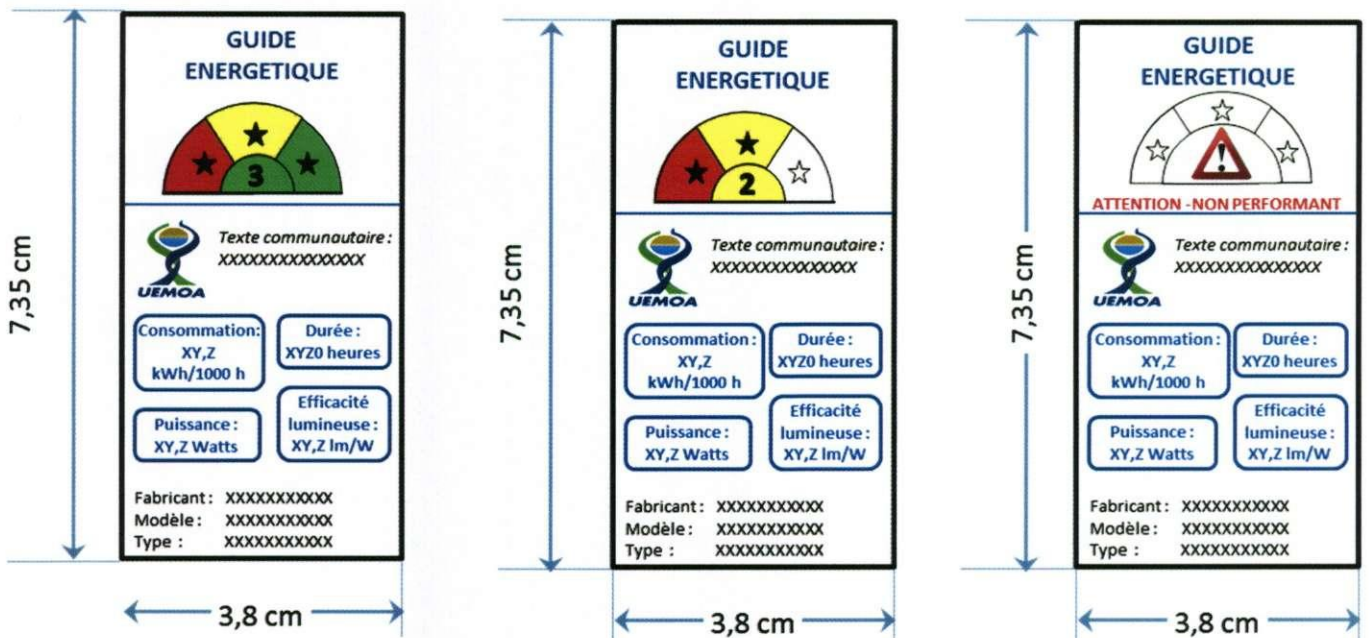 GUIDE
ENERGETIQUE
3
Texte communautaire :
XXXXXXXXXXXXXXX
UEMOA
Consommation:
XY,Z
kWh/1000 h
Durée :
XYZ0 heures
Puissance :
XY,Z Watts
Efficacité
lumineuse :
XY,Z lm/W
Fabricant : XXXXXXXXXXX
Modèle : XXXXXXXXXXX
Type : XXXXXXXXXXX
7,35 cm
3,8 cm
GUIDE
ENERGETIQUE
2
Texte communautaire :
XXXXXXXXXXXXXXX
UEMOA
Consommation :
XY,Z
kWh/1000 h
Durée :
XYZ0 heures
Puissance :
XY,Z Watts
Efficacité
lumineuse :
XY,Z lm/W
Fabricant : XXXXXXXXXXX
Modèle : XXXXXXXXXXX
Type : XXXXXXXXXXX
7,35 cm
3,8 cm
GUIDE
ENERGETIQUE
!
ATTENTION - NON PERFORMANT
Texte communautaire :
XXXXXXXXXXXXXXX
UEMOA
Consommation :
XY,Z
kWh/1000 h
Durée :
XYZ0 heures
Puissance :
XY,Z Watts
Efficacité
lumineuse :
XY,Z lm/W
Fabricant : XXXXXXXXXXX
Modèle : XXXXXXXXXXX
Type : XXXXXXXXXXX
7,35 cm
3,8 cm